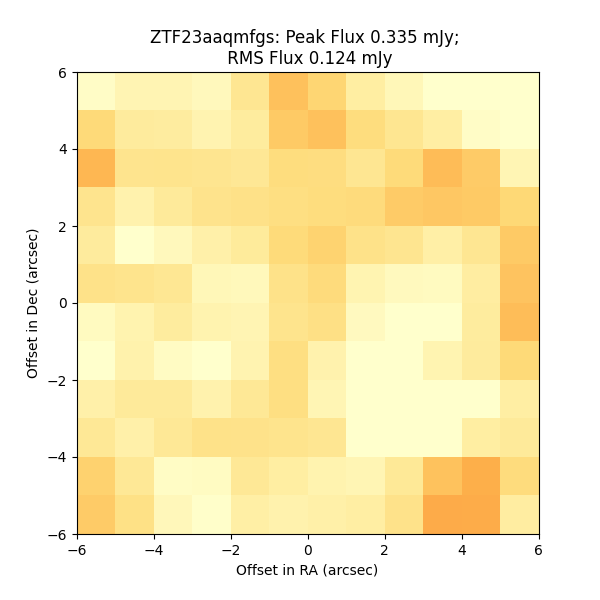 ZTF23aaqmfgs: Peak Flux 0.335 mJy;
RMS Flux 0.124 mJy
6
4
2
0
−2
−4
−6
Offset in Dec (arcsec)
−6 −4 −2 0 2 4 6
Offset in RA (arcsec)